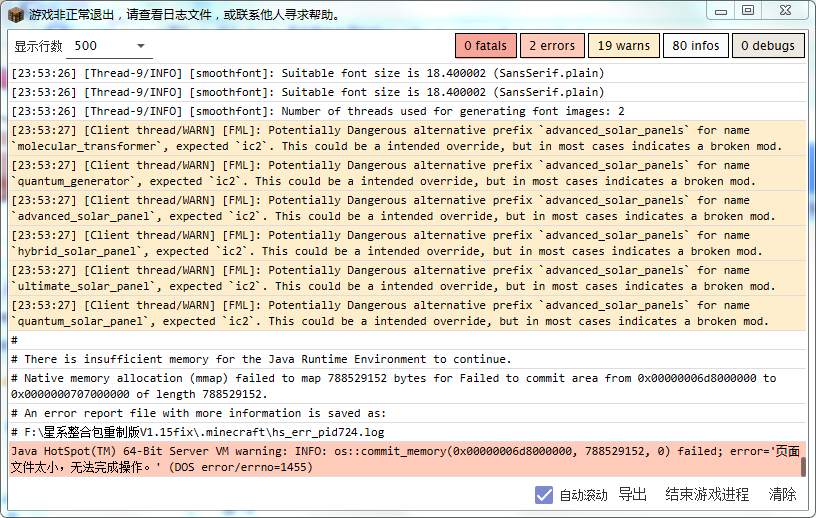 游戏非正常退出，请查看日志文件，或联系他人寻求帮助。
显示行数 500 0 fatals 2 errors 19 warns 80 infos 0 debugs
[23:53:26] [Thread-9/INFO] [smoothfont]: Suitable font size is 18.400002 (SansSerif.plain)
[23:53:26] [Thread-9/INFO] [smoothfont]: Suitable font size is 18.400002 (SansSerif.plain)
[23:53:26] [Thread-9/INFO] [smoothfont]: Number of threads used for generating font images: 2
[23:53:27] [Client thread/WARN] [FML]: Potentially Dangerous alternative prefix `advanced_solar_panels` for name
`molecular_transformer`, expected `ic2`. This could be a intended override, but in most cases indicates a broken mod.
[23:53:27] [Client thread/WARN] [FML]: Potentially Dangerous alternative prefix `advanced_solar_panels` for name
`quantum_generator`, expected `ic2`. This could be a intended override, but in most cases indicates a broken mod.
[23:53:27] [Client thread/WARN] [FML]: Potentially Dangerous alternative prefix `advanced_solar_panels` for name
`advanced_solar_panel`, expected `ic2`. This could be a intended override, but in most cases indicates a broken mod.
[23:53:27] [Client thread/WARN] [FML]: Potentially Dangerous alternative prefix `advanced_solar_panels` for name
`hybrid_solar_panel`, expected `ic2`. This could be a intended override, but in most cases indicates a broken mod.
[23:53:27] [Client thread/WARN] [FML]: Potentially Dangerous alternative prefix `advanced_solar_panels` for name
`ultimate_solar_panel`, expected `ic2`. This could be a intended override, but in most cases indicates a broken mod.
[23:53:27] [Client thread/WARN] [FML]: Potentially Dangerous alternative prefix `advanced_solar_panels` for name
`quantum_solar_panel`, expected `ic2`. This could be a intended override, but in most cases indicates a broken mod.
#
# There is insufficient memory for the Java Runtime Environment to continue.
# Native memory allocation (mmap) failed to map 788529152 bytes for Failed to commit area from 0x00000006d8000000 to
0x0000000707000000 of length 788529152.
# An error report file with more information is saved as:
# F:\星系整合包重制版V1.15fix\.minecraft\hs_err_pid724.log
Java HotSpot(TM) 64-Bit Server VM warning: INFO: os::commit_memory(0x00000006d8000000, 788529152, 0) failed; error='页面
文件太小，无法完成操作。' (DOS error/errno=1455)
自动滚动 导出 结束游戏进程 清除